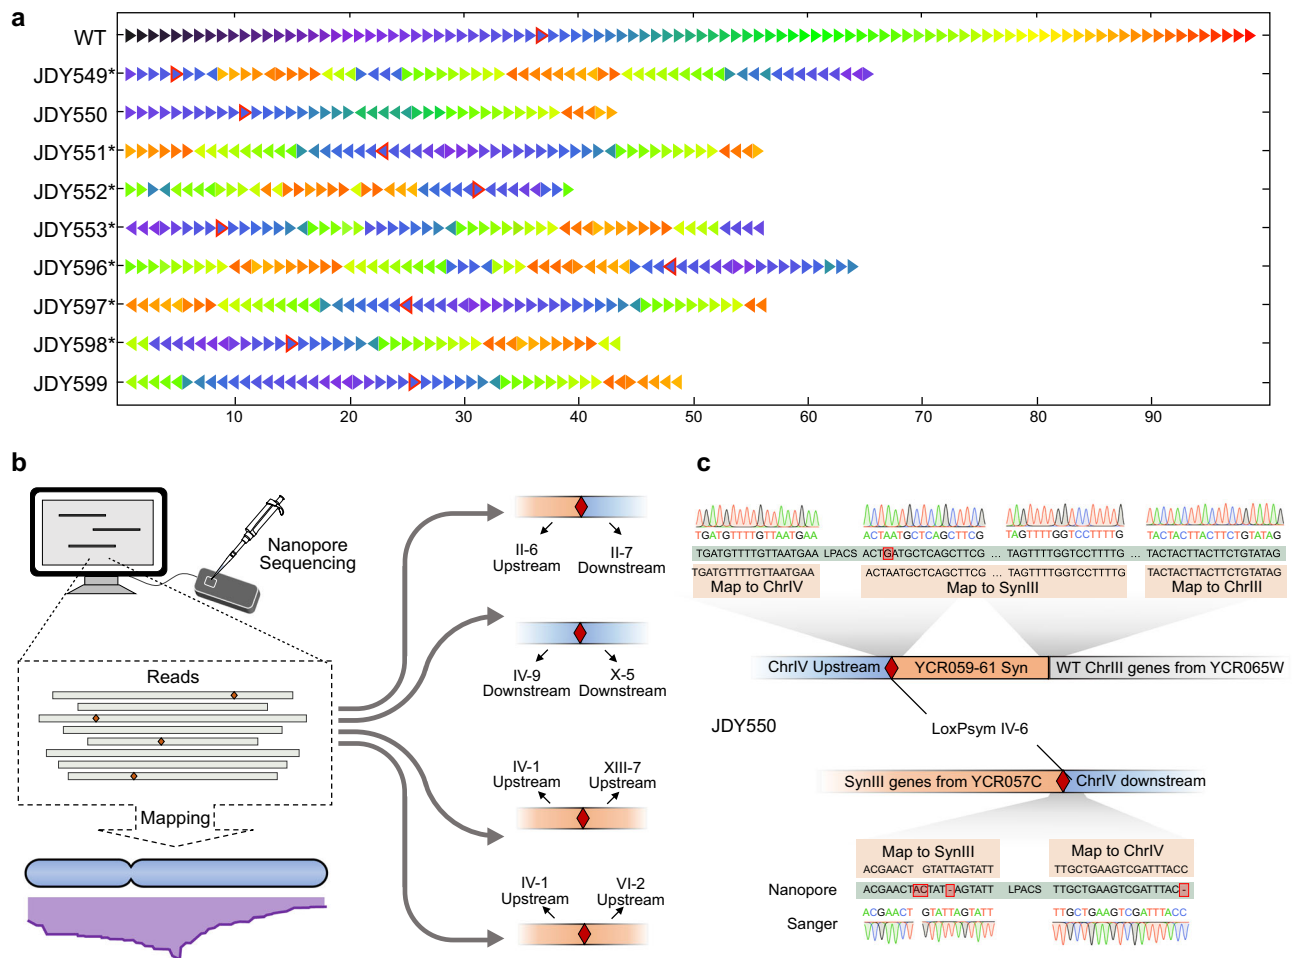 a
WT
JDY549*
JDY550
JDY551*
JDY552*
JDY553*
JDY596*
JDY597*
JDY598*
JDY599
10 20 30 40 50 60 70 80 90
b
Nanopore
Sequencing
Reads
Mapping
II-6
Upstream
II-7
Downstream
IV-9
Downstream
X-5
Downstream
IV-1
Upstream
XIII-7
Upstream
IV-1
Upstream
VI-2
Upstream
c
TGATGTTTTGTTAATGAA ACTAATGCTCAGCTTCG TAGTTTTGGTCCTTTTG TACTACTTACTTCTGTATAG
TGATGTTTTGTTAATGAA LPACS ACTGATGCTCAGCTTCG ... TAGTTTTGGTCCTTTTG ... TACTACTTACTTCTGTATAG
TGATGTTTTGTTAATGAA ACTAATGCTCAGCTTCG ... TAGTTTTGGTCCTTTTG TACTACTTACTTCTGTATAG
Map to ChrIV Map to SynIII Map to ChrIII
ChrIV Upstream YCR059-61 Syn WT ChrIII genes from YCR065W
JDY550
LoxPsym IV-6
SynIII genes from YCR057C ChrIV downstream
Map to SynIII Map to ChrIV
ACGAACT GTATTAGTATT TTGCTGAAGTCGATTTACC
Nanopore ACGAACTACTAT-AGTATT LPACS TTGCTGAAGTCGATTTAC-
Sanger ACGAACT GTATTAGTATT TTGCTGAAGTCGATTTACC